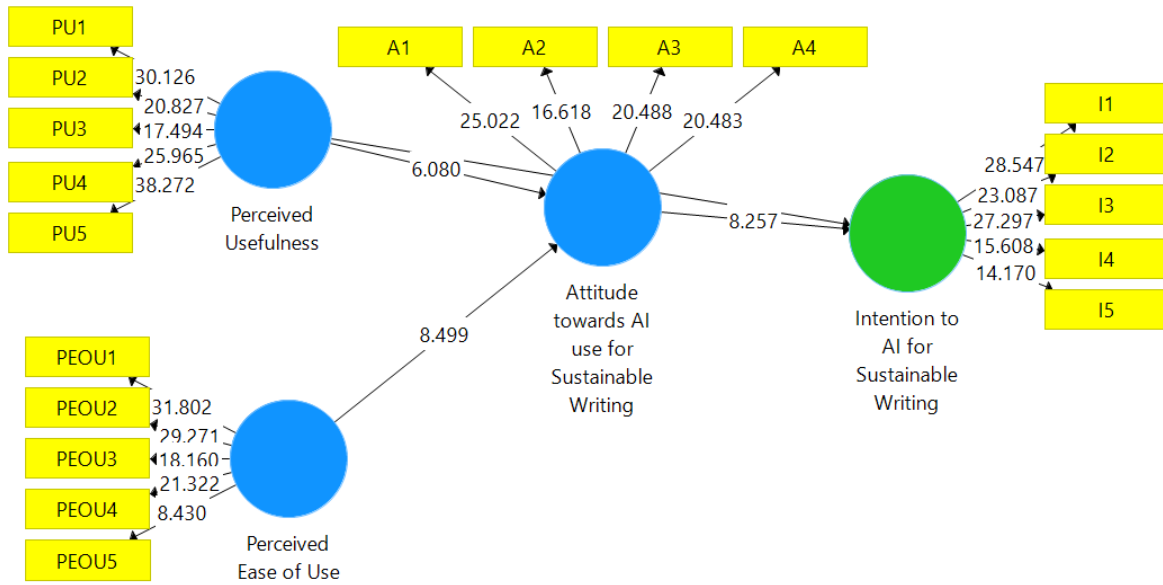 PU1
PU2
PU3
PU4
PU5
30.126
20.827
17.494
25.965
38.272
Perceived
Usefulness
A1
A2
A3
A4
25.022
16.618
20.488
20.483
6.080
8.257
8.499
Attitude
towards AI
use for
Sustainable
Writing
I1
I2
I3
I4
I5
28.547
23.087
27.297
15.608
14.170
Intention to
AI for
Sustainable
Writing
PEOU1
PEOU2
PEOU3
PEOU4
PEOU5
31.802
29.271
18.160
21.322
8.430
Perceived
Ease of Use